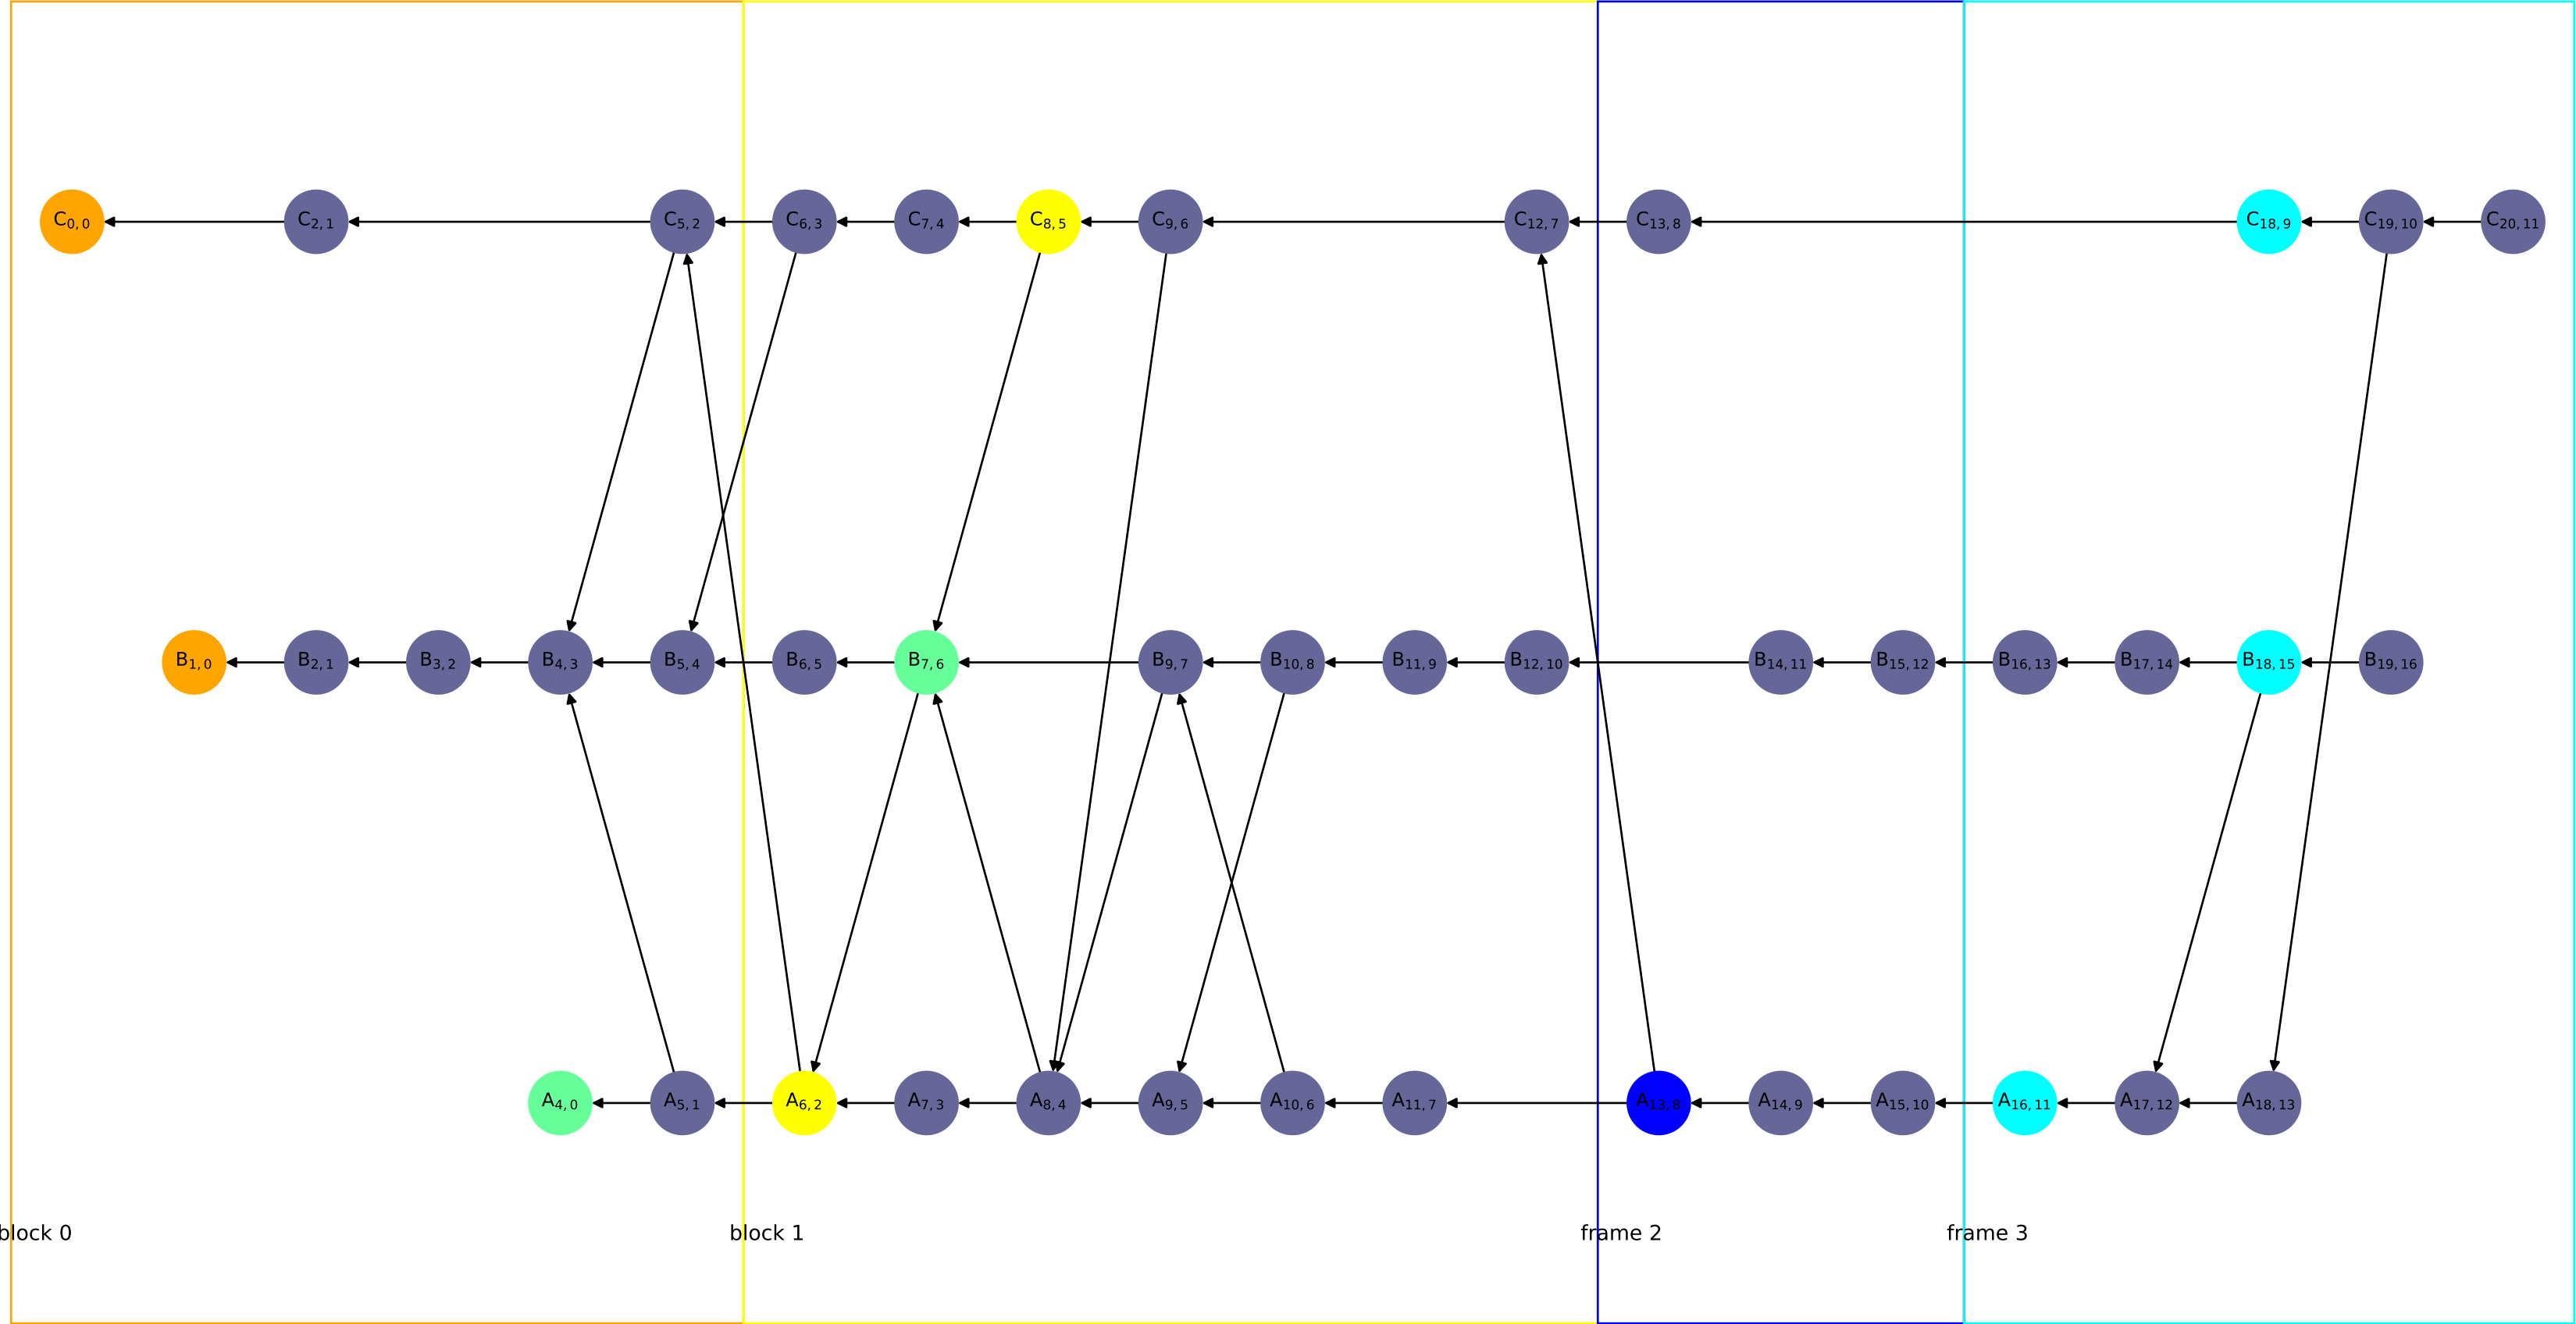 C0,0 C2,1 C5,2 C6,3 C7,4 C8,5 C9,6 C12,7 C13,8 C18,9 C19,10 C20,11
B1,0 B2,1 B3,2 B4,3 B5,4 B6,5 B7,6 B9,7 B10,8 B11,9 B12,10 B14,11 B15,12 B16,13 B17,14 B18,15 B19,16
A4,0 A5,1 A6,2 A7,3 A8,4 A9,5 A10,6 A11,7 A13,8 A14,9 A15,10 A16,11 A17,12 A18,13
block 0 block 1 frame 2 frame 3